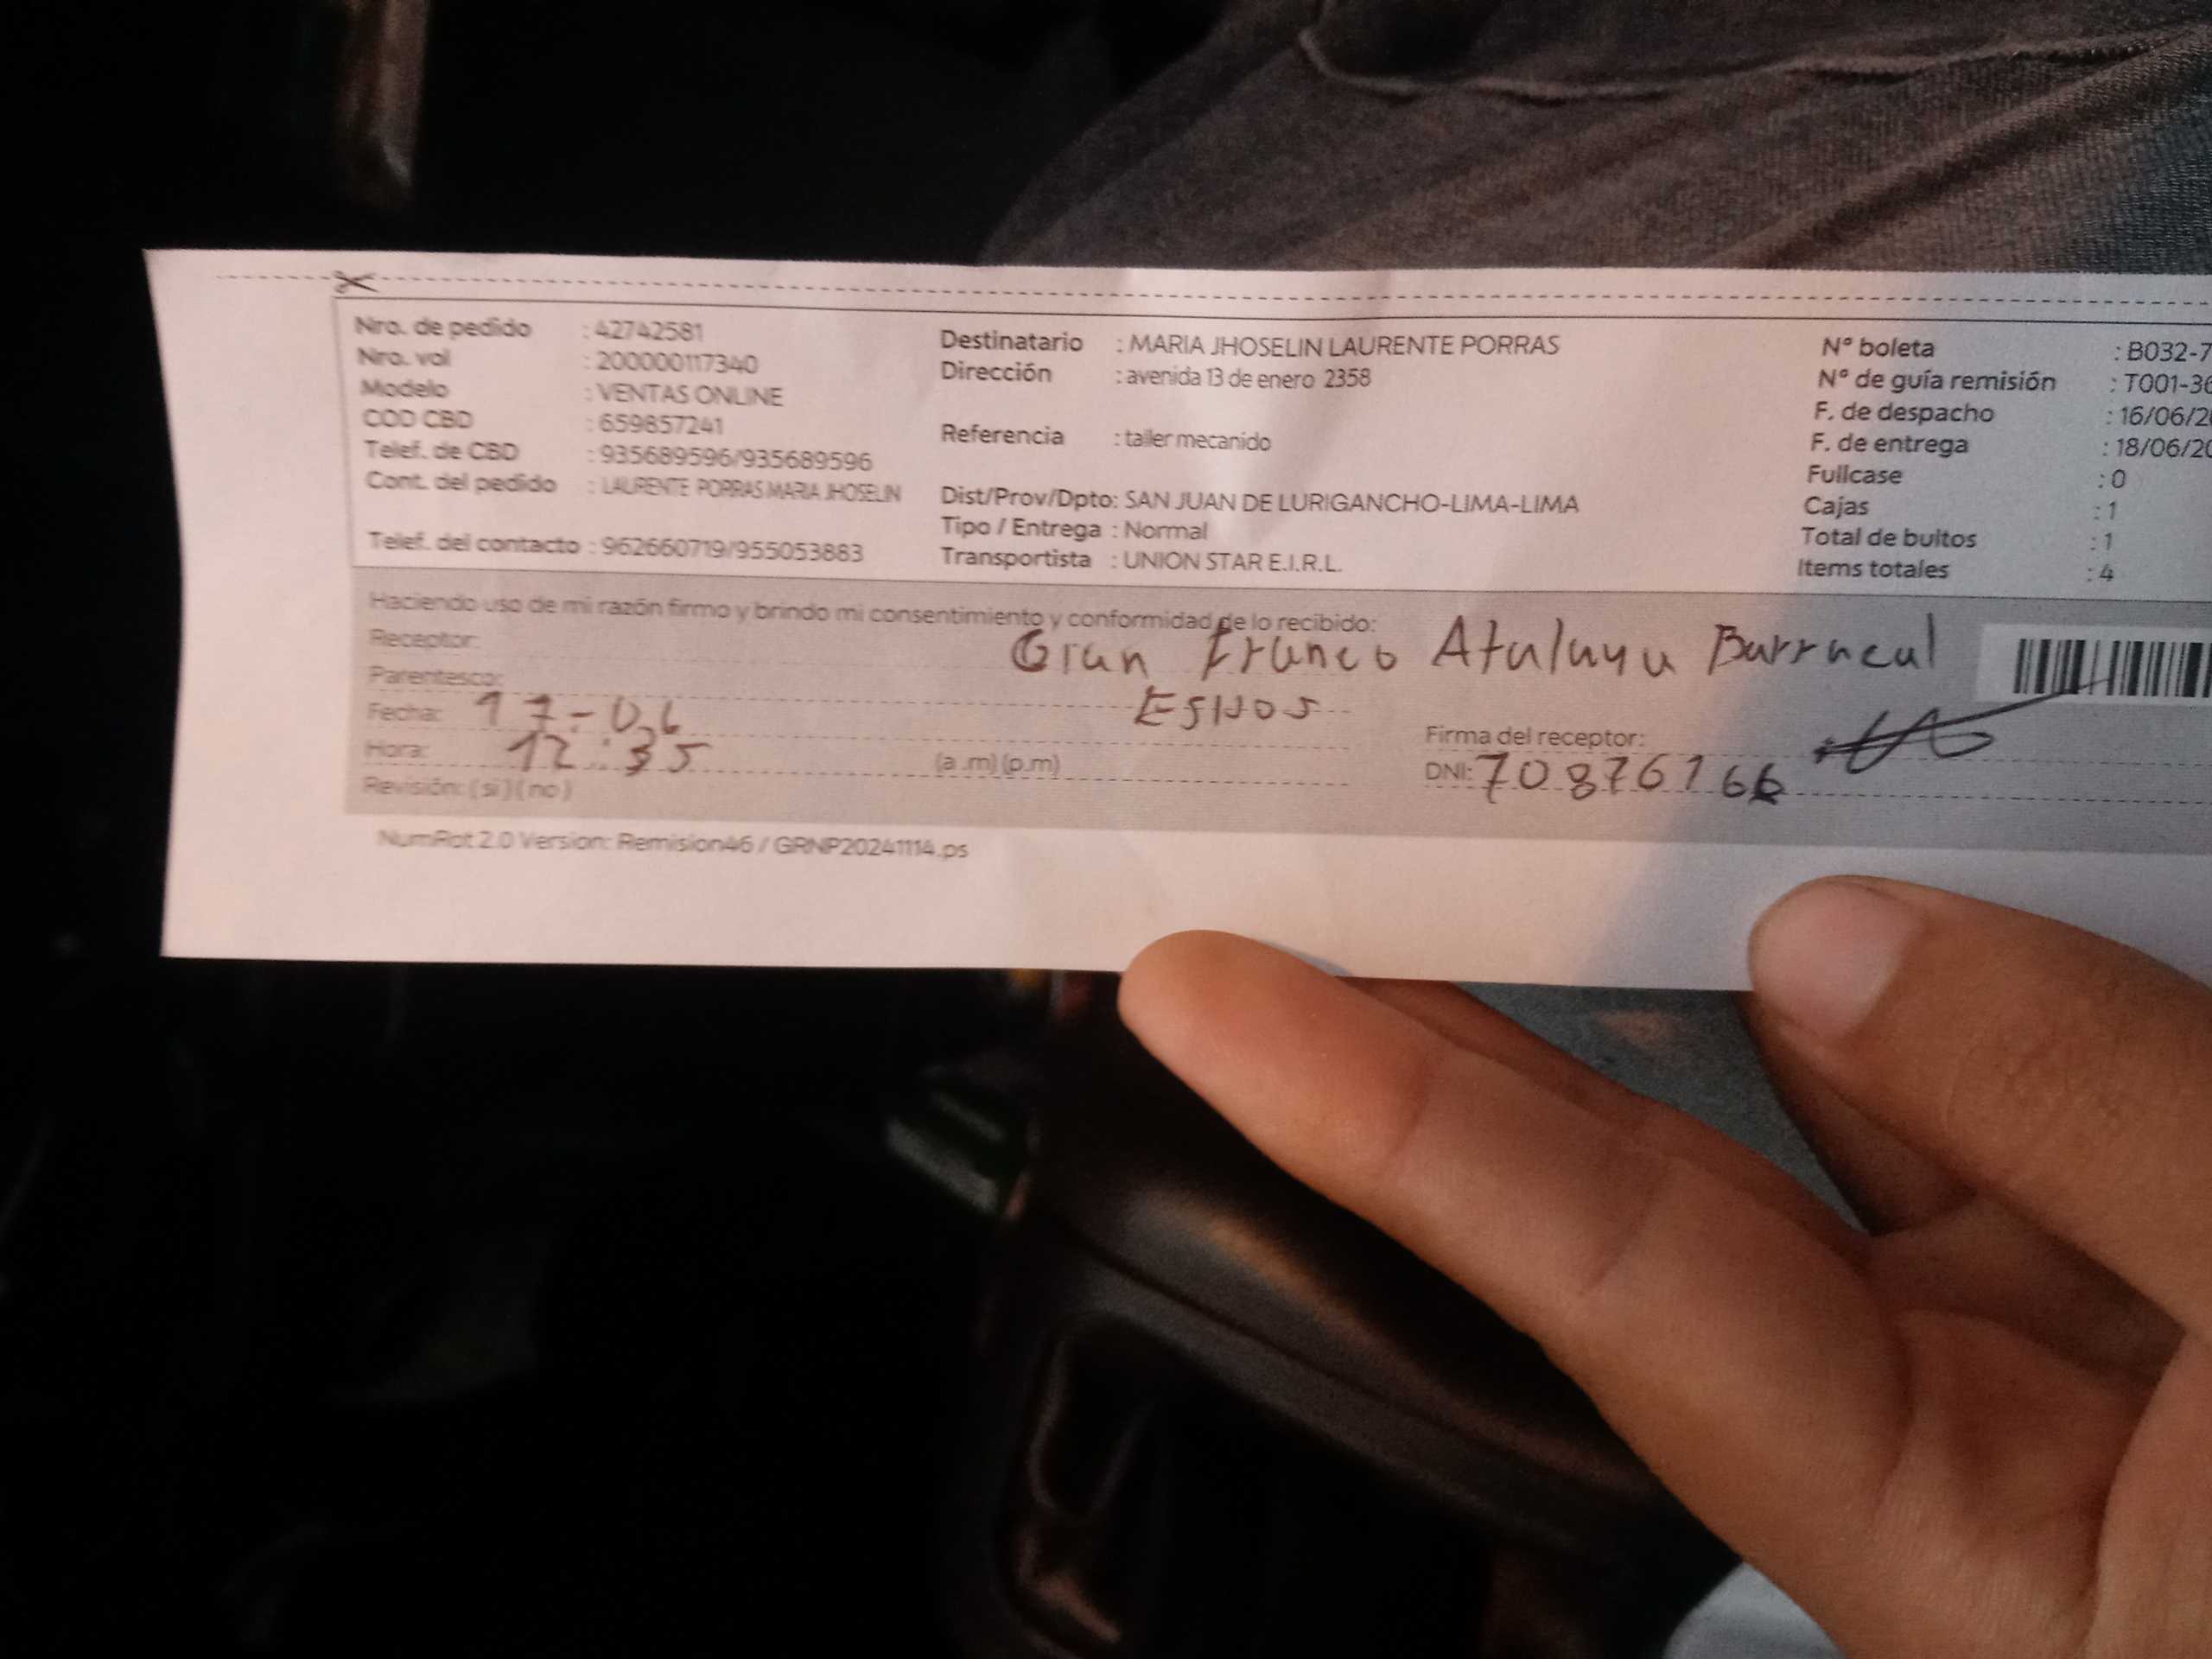 Nro. de pedido : 42742581
Nro. val : 200000117340
Modelo : VENTAS ONLINE
COD CBD : 659857241
Telef. de CBD : 935689596/935689596
Cont. del pedido : LAURENTE PORRAS MARIA JHOSELIN
Telef. del contacto : 962660719/955053883
Destinatario : MARIA JHOSELIN LAURENTE PORRAS
Dirección : avenida 13 de enero 2358
Referencia : taller mecanido
Dist/Prov/Dpto: SAN JUAN DE LURIGANCHO-LIMA-LIMA
Tipo / Entrega : Normal
Transportista : UNION STAR E.I.R.L.
N° boleta : B032-7
N° de guía remisión : T001-36
F. de despacho : 16/06/2
F. de entrega : 18/06/20
Fullcase : 0
Cajas : 1
Total de bultos : 1
Items totales : 4
Haciendo uso de mi razón firmo y brindo mi consentimiento y conformidad de lo recibido:
Receptor: Gian Franco Atalaya
Parentesco:
Fecha: 17-06
Hora: 12:35 (a.m) (p.m)
Revisión: (si) (no)
Firma del receptor:
DNI: 70876166
NumRot 2.0 Version: Remision46 / GRNP20241114.ps